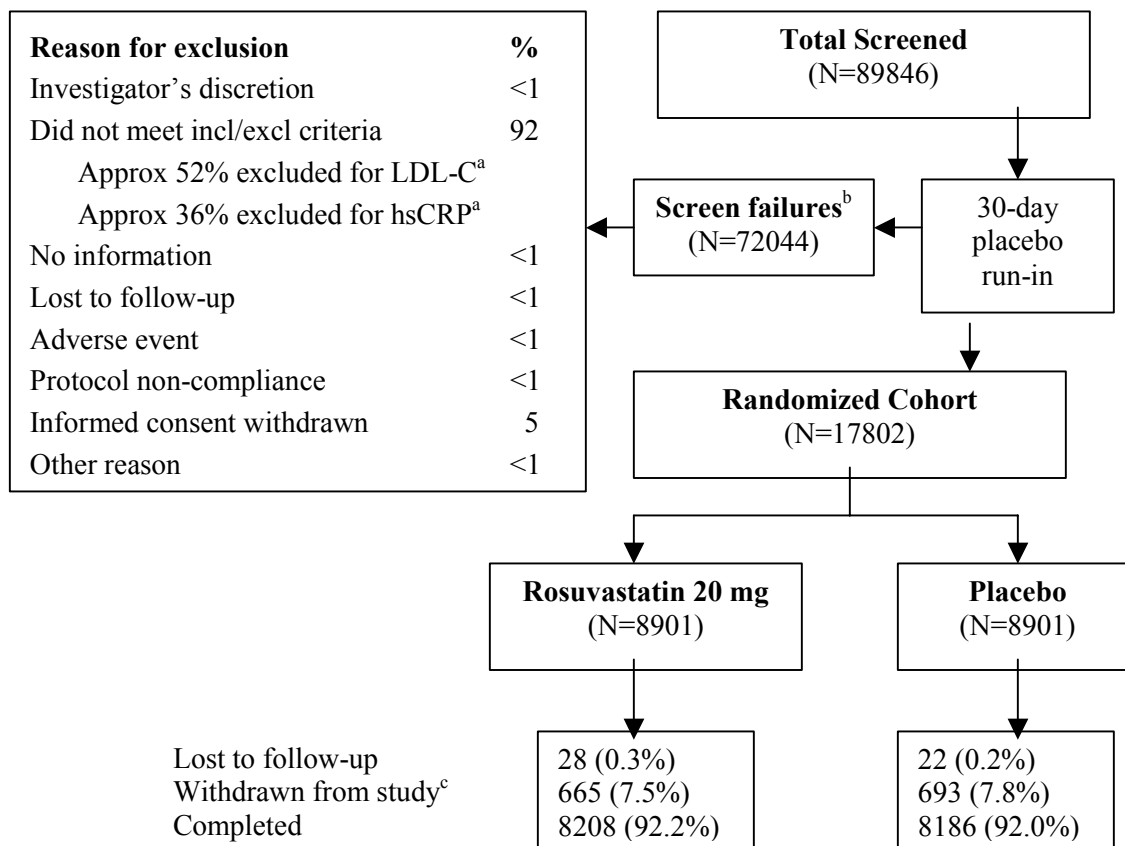 Reason for exclusion %
Investigator’s discretion <1
Did not meet incl/excl criteria 92
Approx 52% excluded for LDL-Cᵃ
Approx 36% excluded for hsCRPᵃ
No information <1
Lost to follow-up <1
Adverse event <1
Protocol non-compliance <1
Informed consent withdrawn 5
Other reason <1
Total Screened
(N=89846)
30-day
placebo
run-in
Screen failuresᵇ
(N=72044)
Randomized Cohort
(N=17802)
Rosuvastatin 20 mg
(N=8901)
Placebo
(N=8901)
Lost to follow-up 28 (0.3%) 22 (0.2%)
Withdrawn from studyᶜ 665 (7.5%) 693 (7.8%)
Completed 8208 (92.2%) 8186 (92.0%)